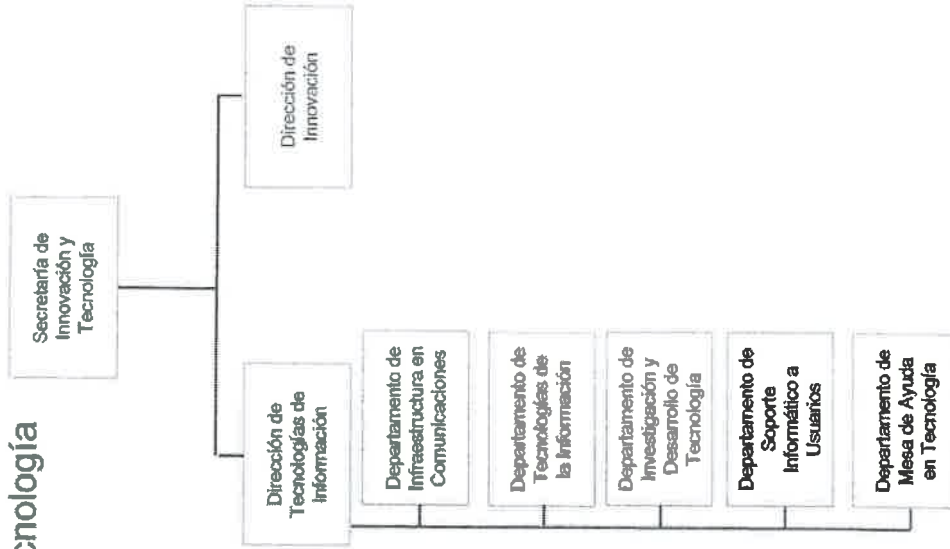 cnología
Secretaría de
Innovación y
Tecnología
Dirección de
Tecnologías de
Información
Dirección de
Innovación
Departamento de
Infraestructura en
Comunicaciones
Departamento de
Tecnologías de
la Información
Departamento de
Investigación y
Desarrollo de
Tecnología
Departamento de
Soporte
Informático a
Usuarios
Departamento de
Mesa de Ayuda
en Tecnología